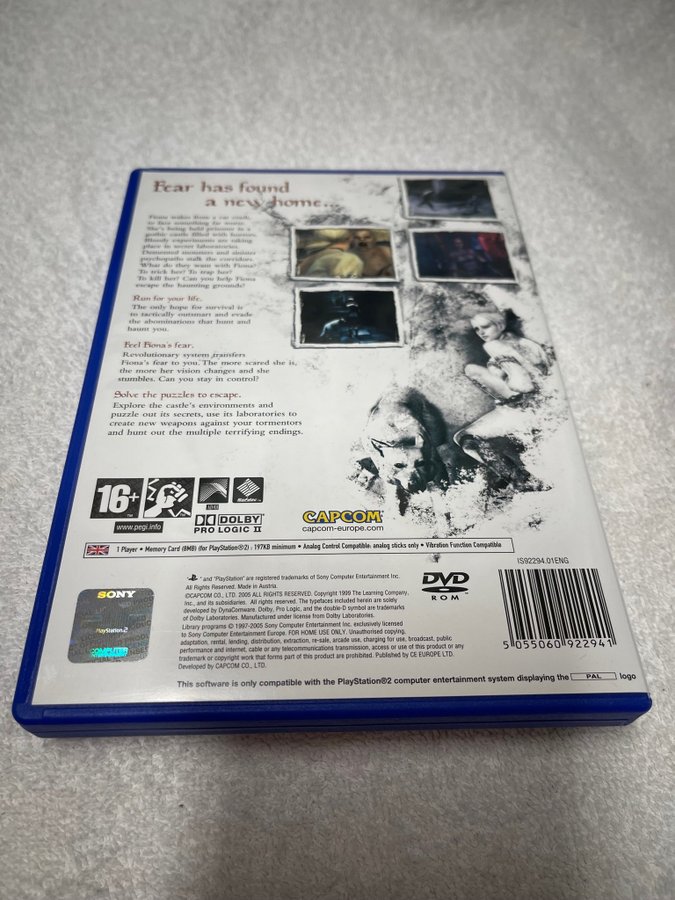 Fear has found
a new home...
Fiona wakes from a car crash,
to face something far worse.
She's being held prisoner in a
gothic castle filled with horrors.
Bloody experiments are taking
place in secret laboratories.
Demented monsters and sinister
psychopaths stalk the corridors.
What do they want with Fiona?
To trick her? To trap her?
To kill her? Can you help Fiona
escape the haunting grounds?
Run for your life.
The only hope for survival is
to tactically outsmart and evade
the abominations that hunt and
haunt you.
Feel Fiona's fear.
Revolutionary system transfers
Fiona's fear to you. The more scared she is,
the more her vision changes and she
stumbles. Can you stay in control?
Solve the puzzles to escape.
Explore the castle's environments and
puzzle out its secrets, use its laboratories to
create new weapons against your tormentors
and hunt out the multiple terrifying endings.
16+
www.pegi.info
DOLBY
PRO LOGIC II
CAPCOM
capcom-europe.com
1 Player • Memory Card (8MB) (for PlayStation®2) : 197KB minimum • Analog Control Compatible: analog sticks only • Vibration Function Compatible
IS92294.01ENG
" and "PlayStation" are registered trademarks of Sony Computer Entertainment Inc.
All Rights Reserved. Made in Austria.
©CAPCOM CO., LTD. 2005 ALL RIGHTS RESERVED. Copyright 1999 The Learning Company,
Inc., and its subsidiaries. All rights reserved. The typefaces included herein are solely
developed by DynaComware. Dolby, Pro Logic, and the double-D symbol are trademarks
of Dolby Laboratories. Manufactured under license from Dolby Laboratories.
Library programs © 1997-2005 Sony Computer Entertainment Inc. exclusively licensed
to Sony Computer Entertainment Europe. FOR HOME USE ONLY. Unauthorised copying,
adaptation, rental, lending, distribution, extraction, re-sale, arcade use, charging for use, broadcast, public
performance and internet, cable or any telecommunications transmission, access or use of this product or any
trademark or copyright work that forms part of this product are prohibited. Published by CE EUROPE LTD.
Developed by CAPCOM CO., LTD.
DVD
ROM
5 055060 922941
SONY
PlayStation.2
COMPUTER
This software is only compatible with the PlayStation®2 computer entertainment system displaying the PAL logo